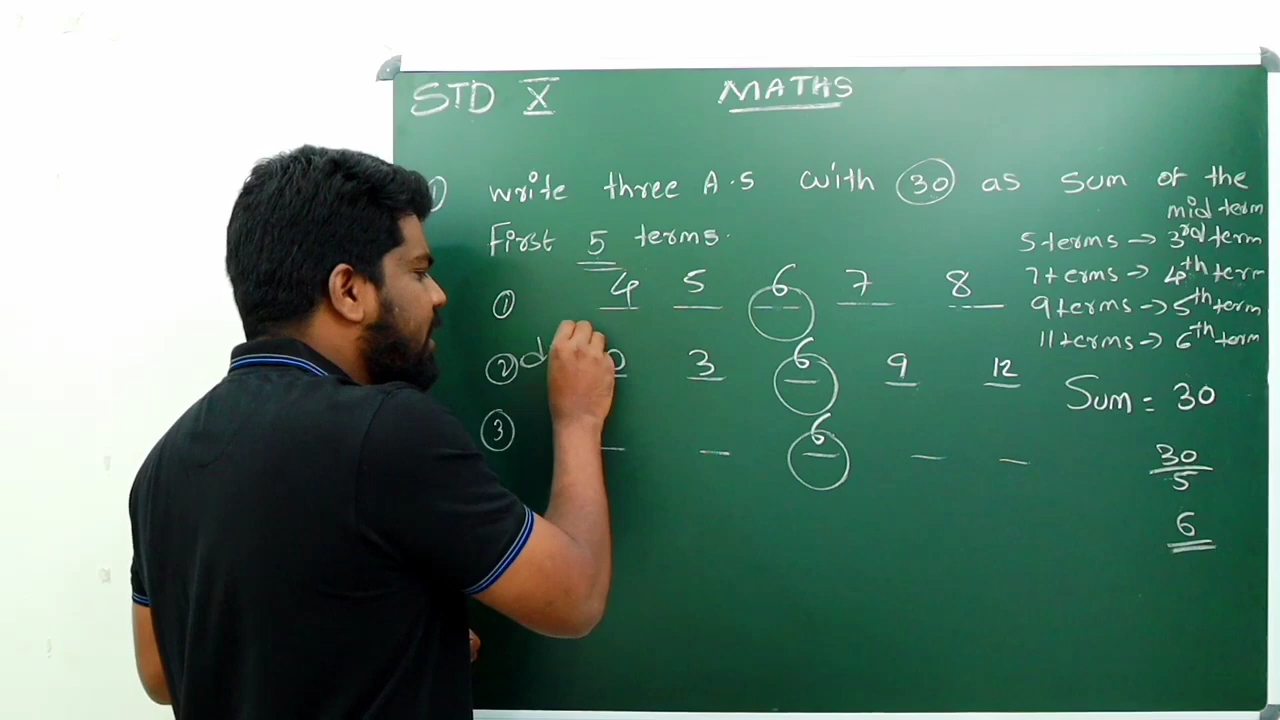 STD X MATHS
1) write three A.S with 30 as sum of the
First 5 terms.
mid term
5 terms → 3rd term
7 terms → 4th term
9 terms → 5th term
11 terms → 6th term
① 4 5 6 7 8
② d 0 3 6 9 12
③ 6
Sum = 30
30
5
6